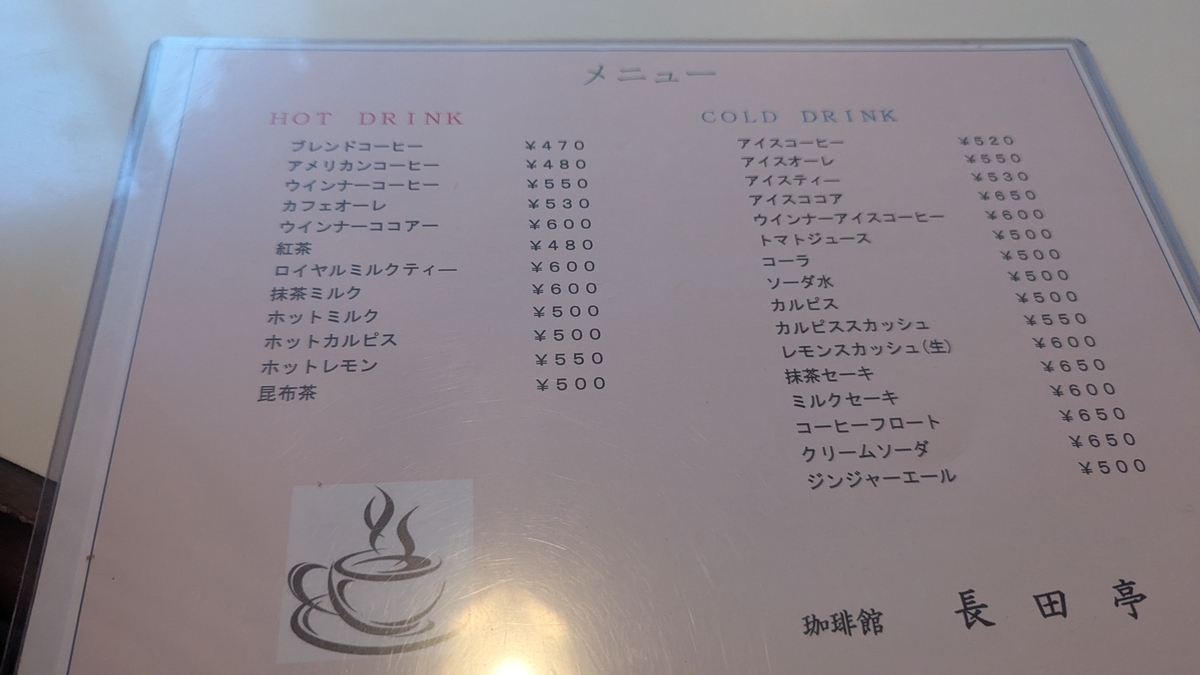 メニュー
HOT DRINK
ブレンドコーヒー ¥470
アメリカンコーヒー ¥480
ウインナーコーヒー ¥550
カフェオーレ ¥530
ウインナーココアー ¥600
紅茶 ¥480
ロイヤルミルクティー ¥600
抹茶ミルク ¥600
ホットミルク ¥500
ホットカルピス ¥500
ホットレモン ¥550
昆布茶 ¥500
COLD DRINK
アイスコーヒー ¥520
アイスオーレ ¥550
アイスティー ¥530
アイスココア ¥650
ウインナーアイスコーヒー ¥600
トマトジュース ¥500
コーラ ¥500
ソーダ水 ¥500
カルピス ¥500
カルピススカッシュ ¥550
レモンスカッシュ(生) ¥600
抹茶セーキ ¥650
ミルクセーキ ¥600
コーヒーフロート ¥650
クリームソーダ ¥650
ジンジャーエール ¥500
珈琲館 長田亭